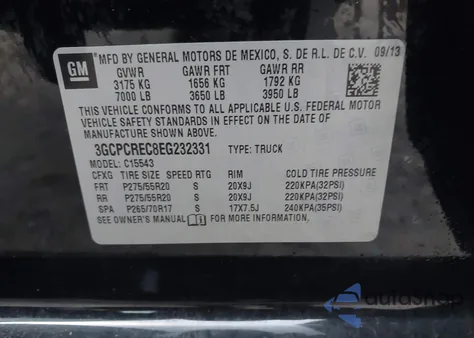 GM
MFD BY GENERAL MOTORS DE MEXICO, S. DE R.L. DE C.V. 09/13
GVWR GAWR FRT GAWR RR
3175 KG 1656 KG 1792 KG
7000 LB 3650 LB 3950 LB
THIS VEHICLE CONFORMS TO ALL APPLICABLE U.S. FEDERAL MOTOR
VEHICLE SAFETY STANDARDS IN EFFECT ON THE DATE OF
MANUFACTURE SHOWN ABOVE.
3GCPCREC8EG232331 TYPE: TRUCK
MODEL: C15543
CFXG TIRE SIZE SPEED RTG RIM COLD TIRE PRESSURE
FRT P275/55R20 S 20X9J 220KPA(32PSI)
RR P275/55R20 S 20X9J 220KPA(32PSI)
SPA P265/70R17 S 17X7.5J 240KPA(35PSI)
SEE OWNER'S MANUAL FOR MORE INFORMATION.
autoShop